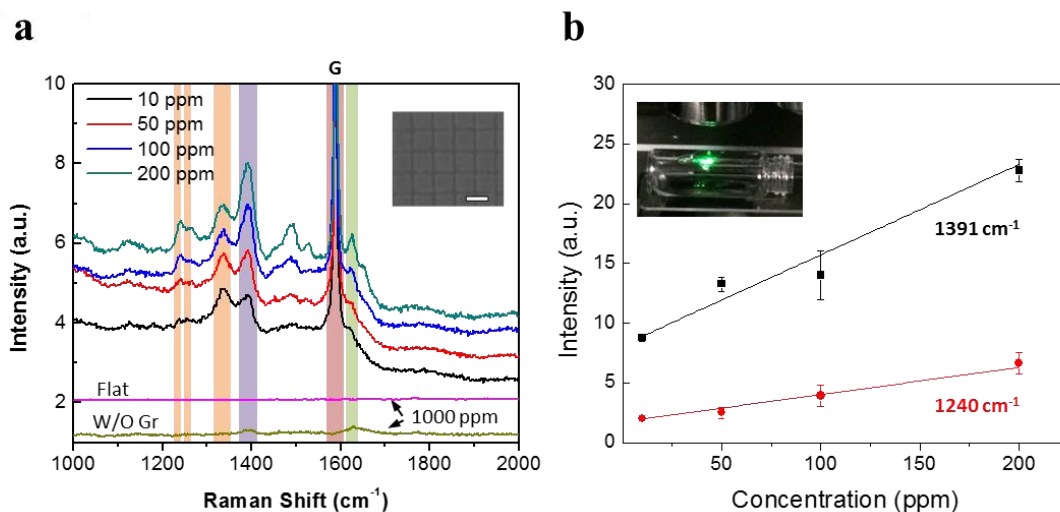 a
G
10
8
6
4
2
10 ppm
50 ppm
100 ppm
200 ppm
Flat
W/O Gr
1000 ppm
1000 1200 1400 1600 1800 2000
Raman Shift (cm⁻¹)
Intensity (a.u.)
b
30
25
20
15
10
5
0
1391 cm⁻¹
1240 cm⁻¹
50 100 150 200
Concentration (ppm)
Intensity (a.u.)